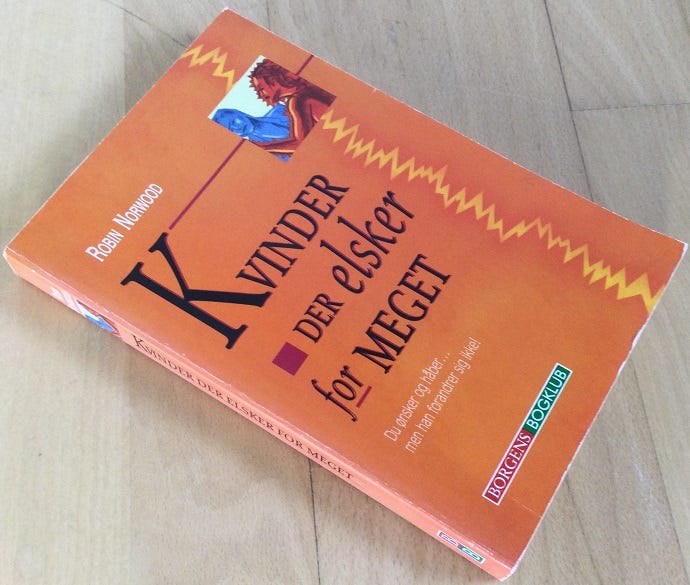 ROBIN NORWOOD
KVINDER
DER elsker
for MEGET
Du ønsker og håber...
men han forandrer sig ikke!
BORGENS BOGKLUB
KVINDER DER ELSKER FOR MEGET
BB